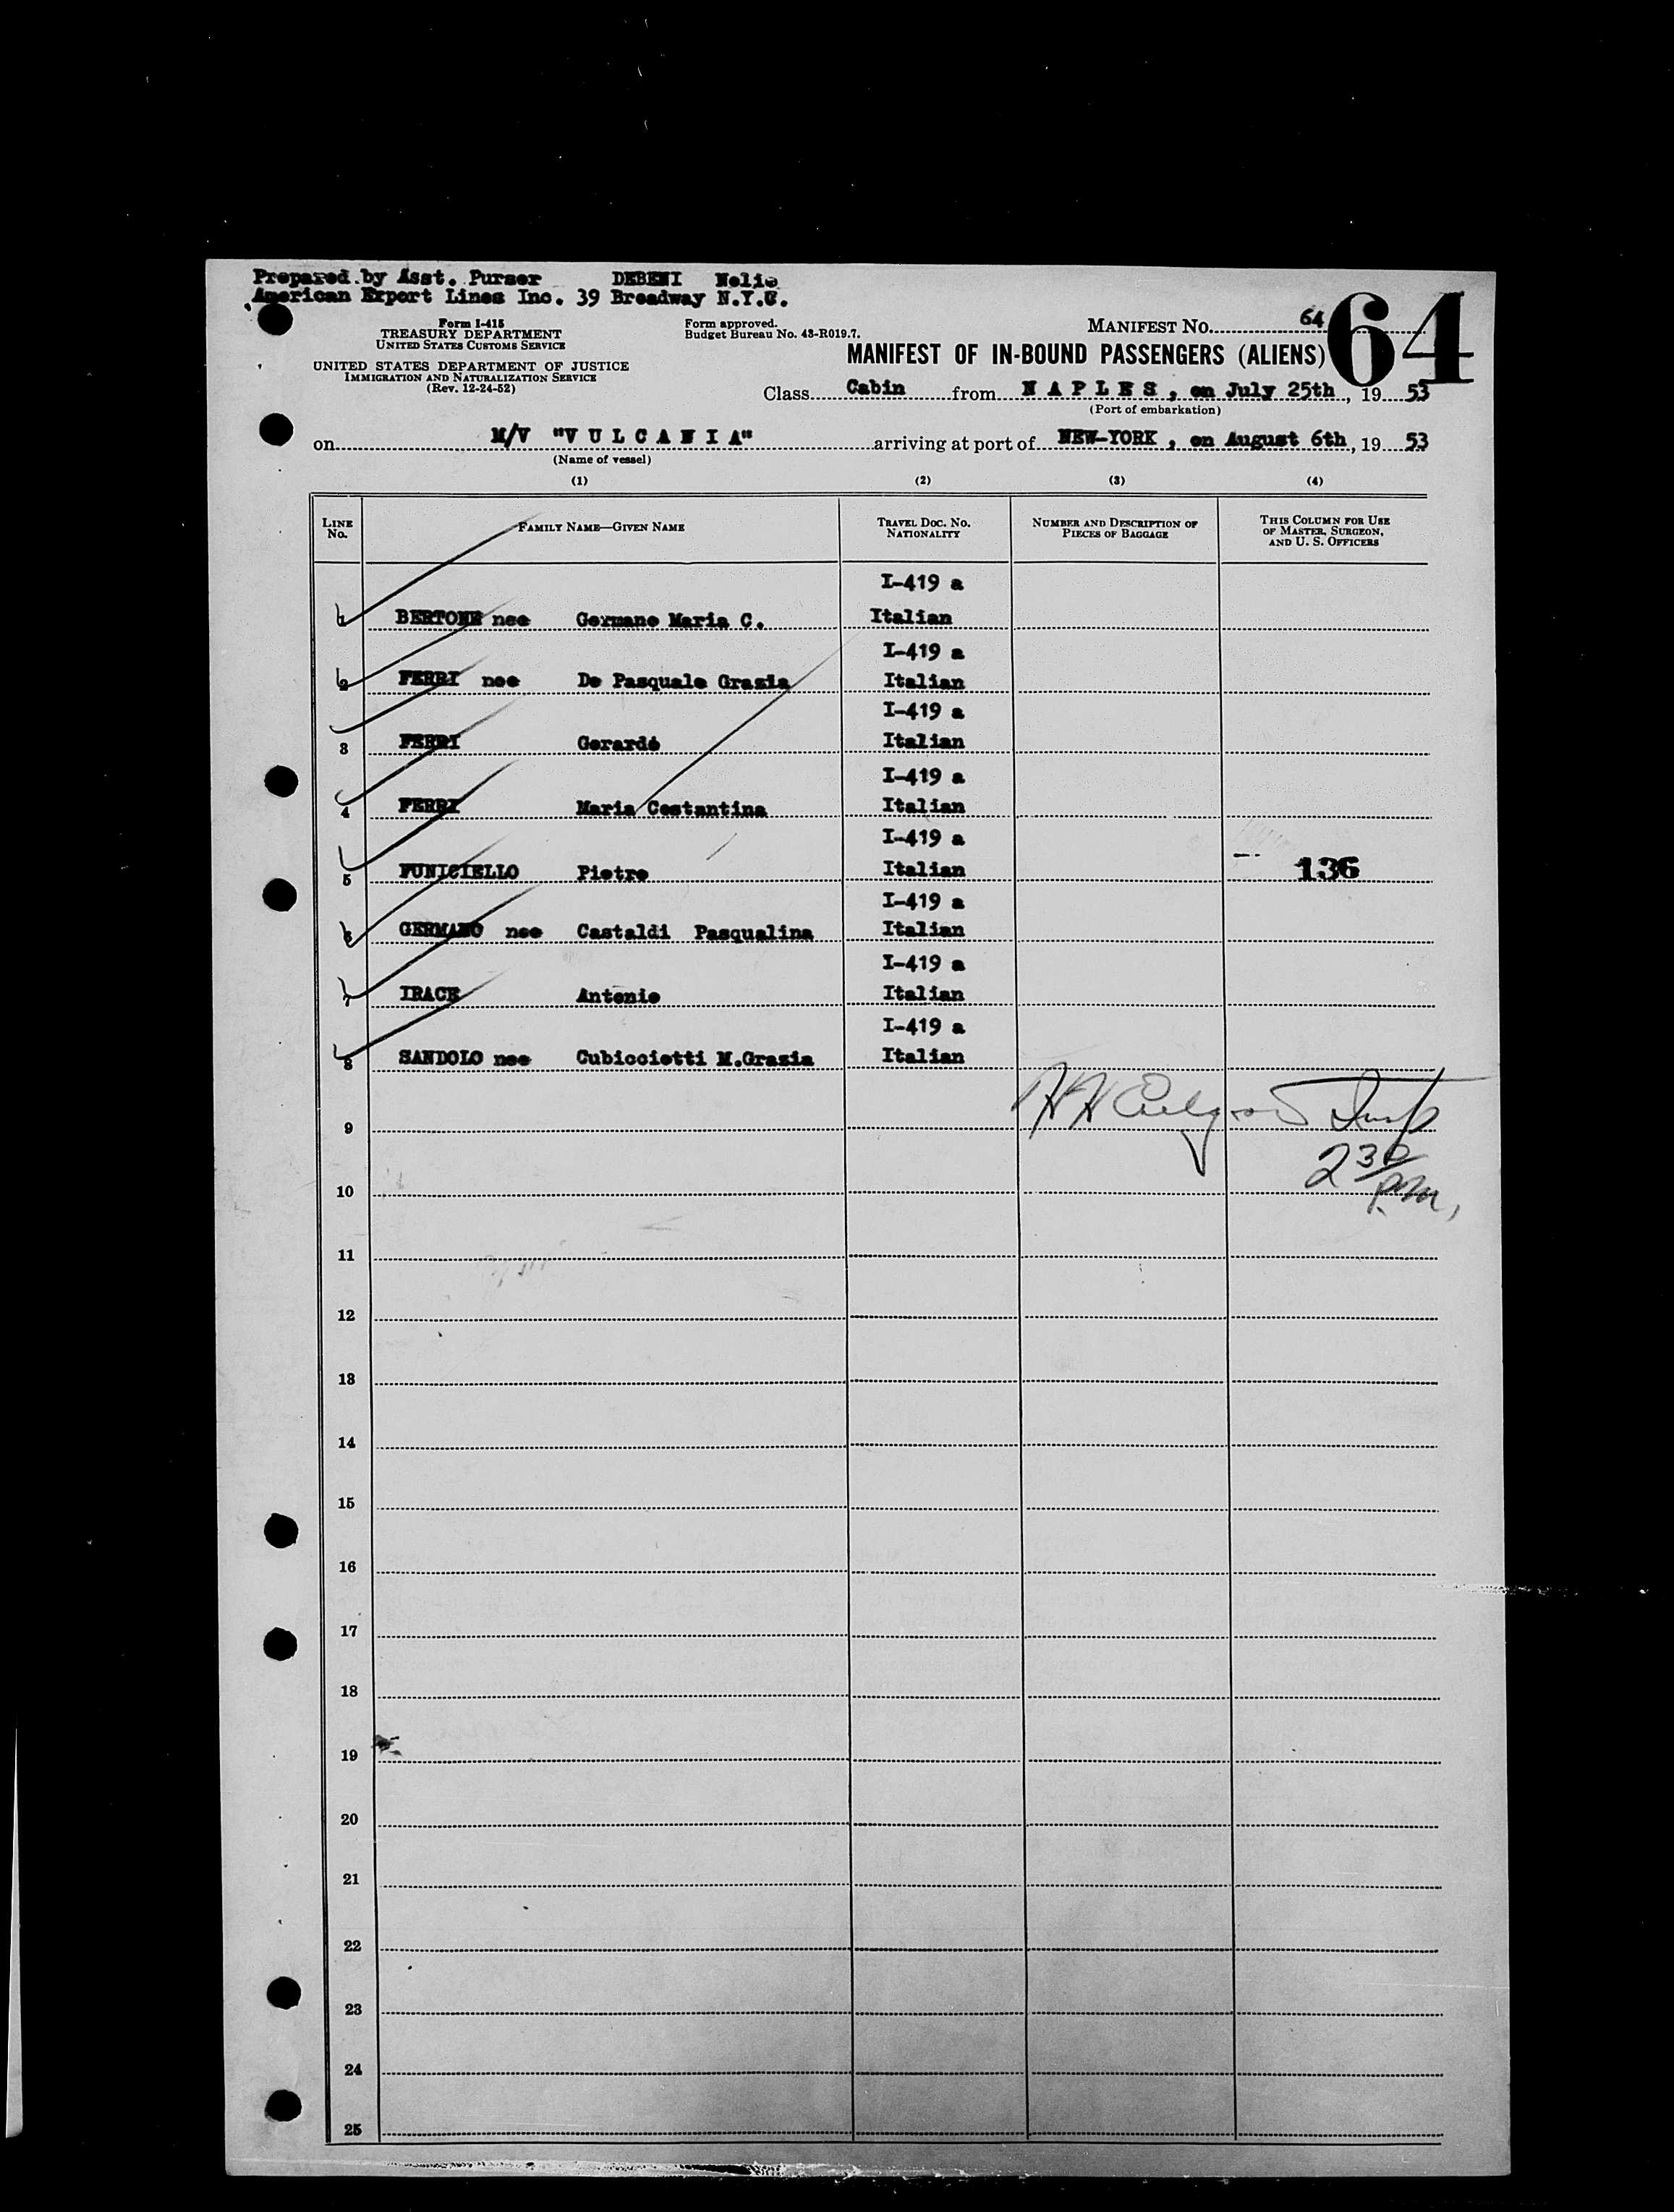 Prepared by Asst. Purser DEBENI Nelio
American Export Lines Inc. 39 Broadway N.Y.C.
Form I-415
TREASURY DEPARTMENT
UNITED STATES CUSTOMS SERVICE
UNITED STATES DEPARTMENT OF JUSTICE
IMMIGRATION AND NATURALIZATION SERVICE
(Rev. 12-24-52)
Form approved.
Budget Bureau No. 43-R019.7.
MANIFEST NO. 64
64
MANIFEST OF IN-BOUND PASSENGERS (ALIENS)
Class Cabin from N A P L E S , on July 25th , 19 53
(Port of embarkation)
on M/V "V U L C A N I A" arriving at port of NEW-YORK , on August 6th , 19 53
(Name of vessel)
(1) (2) (3) (4)
LINE NO. FAMILY NAME—GIVEN NAME TRAVEL DOC. NO. NATIONALITY NUMBER AND DESCRIPTION OF PIECES OF BAGGAGE THIS COLUMN FOR USE OF MASTER, SURGEON, AND U. S. OFFICERS
I-419 a
1 BERTONE nee Germano Maria C. Italian
I-419 a
2 FERRI nee De Pasquale Grazia Italian
I-419 a
3 FERRI Gerardo Italian
I-419 a
4 FERRI Maria Costantina Italian
I-419 a
5 FUNICIELLO Pietro Italian 136
I-419 a
6 GERMANO nee Castaldi Pasqualina Italian
I-419 a
7 IRACE Antonio Italian
I-419 a
8 SANDOLO nee Cubicciotti M.Grazia Italian
9
2 30 P.M.
10
11
12
13
14
15
16
17
18
19
20
21
22
23
24
25